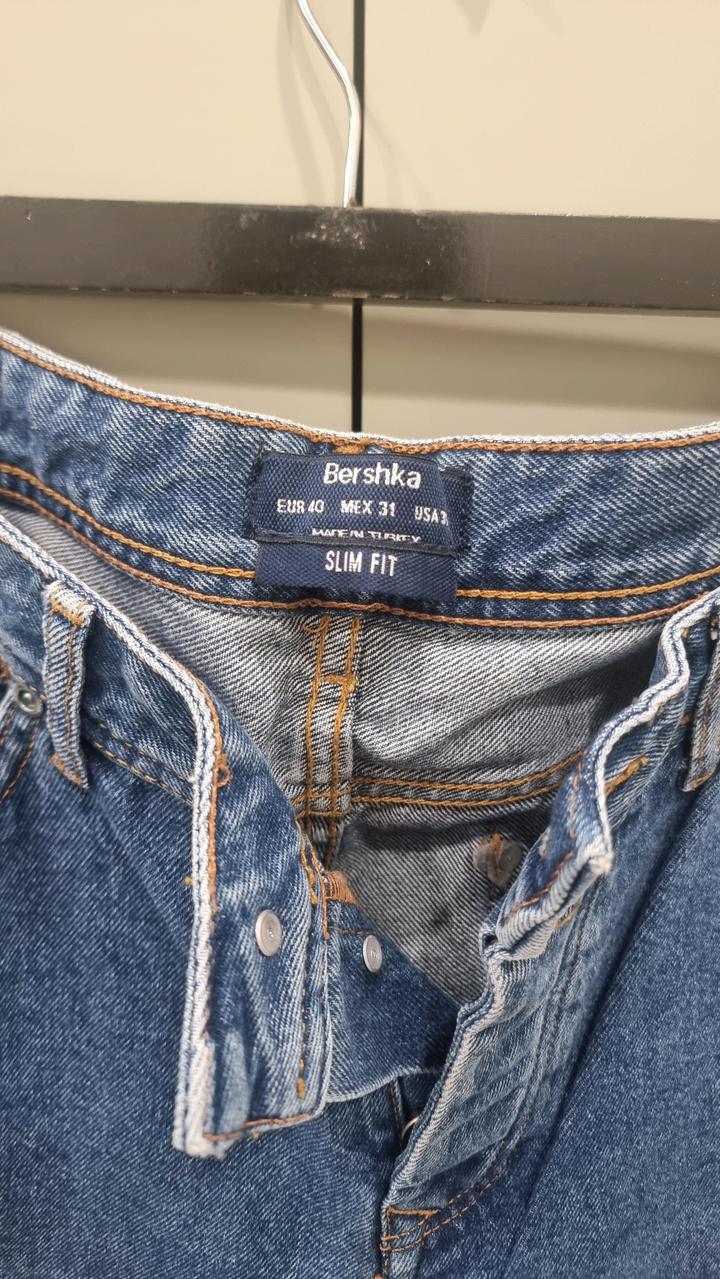 Bershka
EUR 40 MEX 31 USA
MADE IN TURKEY
SLIM FIT